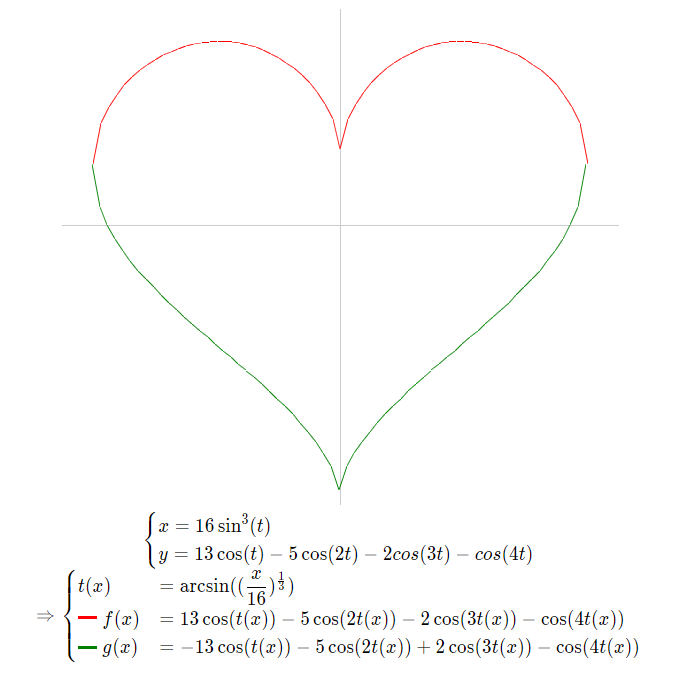 { x = 16 sin³(t)
y = 13 cos(t) − 5 cos(2t) − 2cos(3t) − cos(4t)
⇒ { t(x) = arcsin((x/16)^(1/3))
f(x) = 13 cos(t(x)) − 5 cos(2t(x)) − 2 cos(3t(x)) − cos(4t(x))
g(x) = −13 cos(t(x)) − 5 cos(2t(x)) + 2 cos(3t(x)) − cos(4t(x))